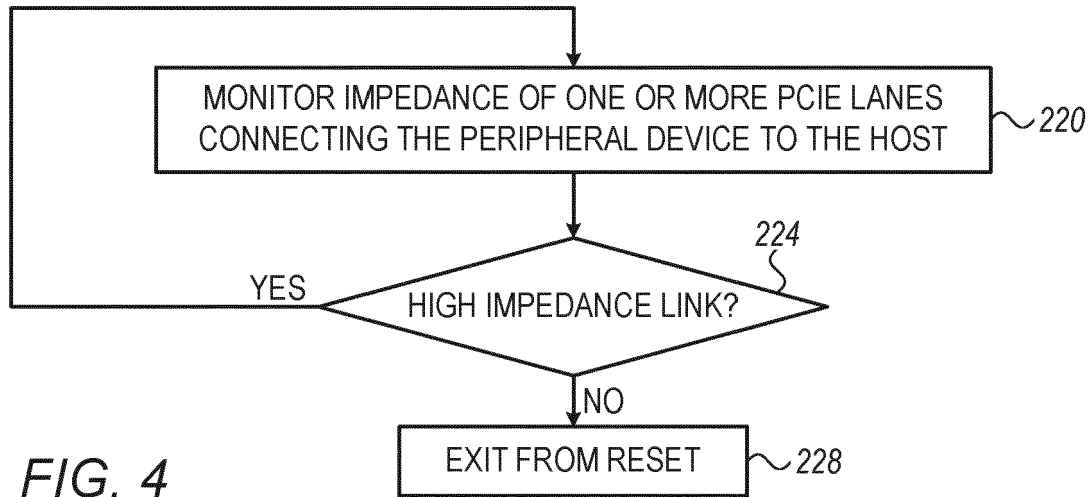 MONITOR IMPEDANCE OF ONE OR MORE PCIE LANES
CONNECTING THE PERIPHERAL DEVICE TO THE HOST
220
224
YES
HIGH IMPEDANCE LINK?
NO
EXIT FROM RESET
228
FIG. 4